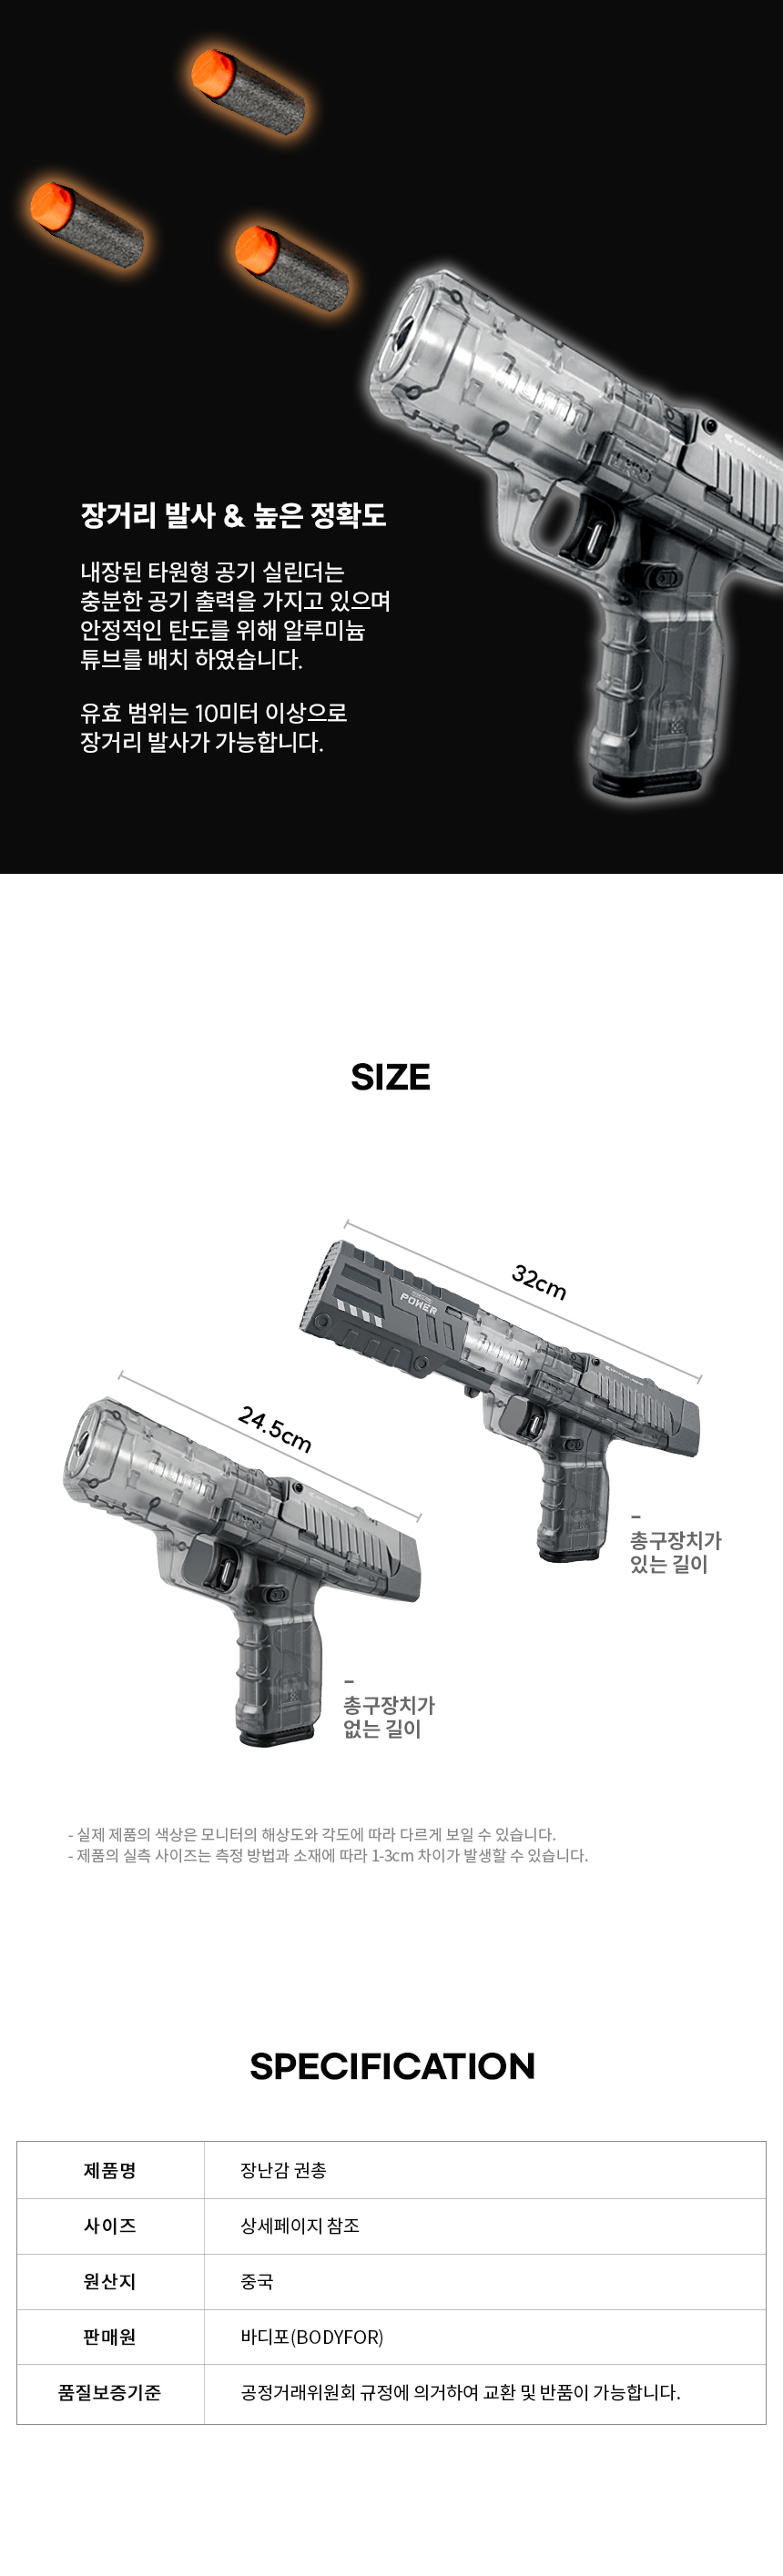 장거리 발사 & 높은 정확도
내장된 타원형 공기 실린더는
충분한 공기 출력을 가지고 있으며
안정적인 탄도를 위해 알루미늄
튜브를 배치 하였습니다.
유효 범위는 10미터 이상으로
장거리 발사가 가능합니다.
SIZE
32cm
POWER
24.5cm
-
총구장치가
있는 길이
-
총구장치가
없는 길이
- 실제 제품의 색상은 모니터의 해상도와 각도에 따라 다르게 보일 수 있습니다.
- 제품의 실측 사이즈는 측정 방법과 소재에 따라 1-3cm 차이가 발생할 수 있습니다.
SPECIFICATION
제품명 장난감 권총
사이즈 상세페이지 참조
원산지 중국
판매원 바디포(BODYFOR)
품질보증기준 공정거래위원회 규정에 의거하여 교환 및 반품이 가능합니다.